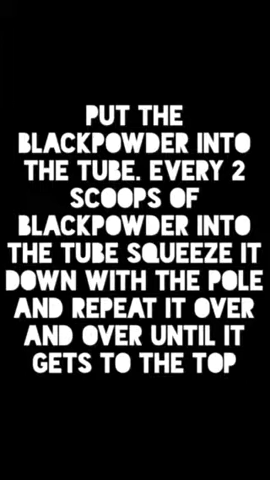 PUT THE
BLACKPOWDER INTO
THE TUBE. EVERY 2
SCOOPS OF
BLACKPOWDER INTO
THE TUBE SQUEEZE IT
DOWN WITH THE POLE
AND REPEAT IT OVER
AND OVER UNTIL IT
GETS TO THE TOP